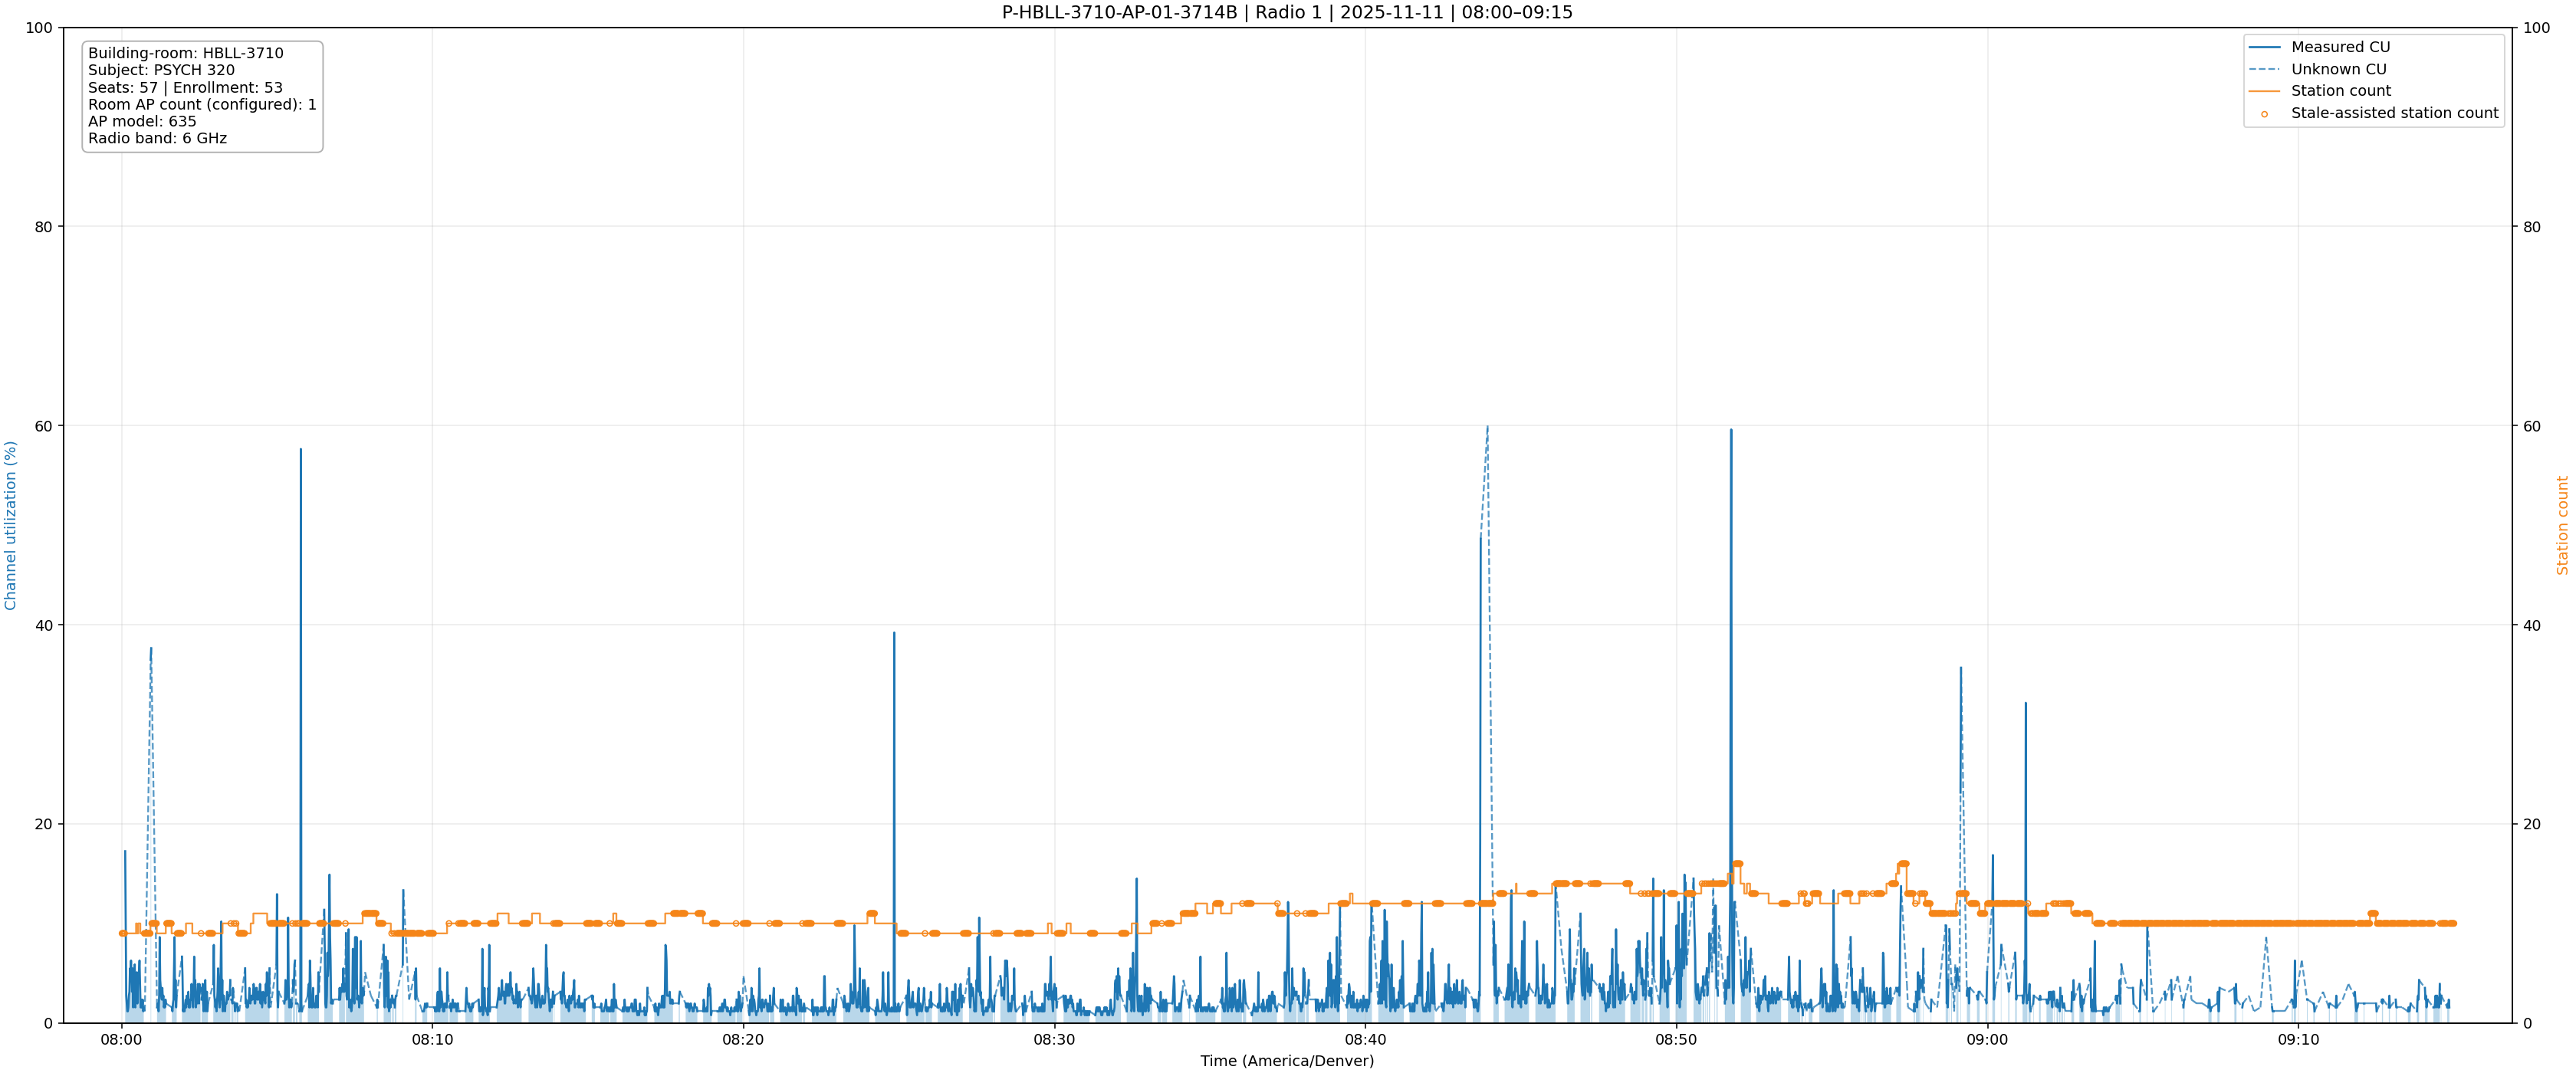 P-HBLL-3710-AP-01-3714B | Radio 1 | 2025-11-11 | 08:00–09:15
Building-room: HBLL-3710
Subject: PSYCH 320
Seats: 57 | Enrollment: 53
Room AP count (configured): 1
AP model: 635
Radio band: 6 GHz
Measured CU
Unknown CU
Station count
Stale-assisted station count
Channel utilization (%)
100
80
60
40
20
0
100
80
60
40
20
0
Station count
08:00
08:10
08:20
08:30
08:40
08:50
09:00
09:10
Time (America/Denver)